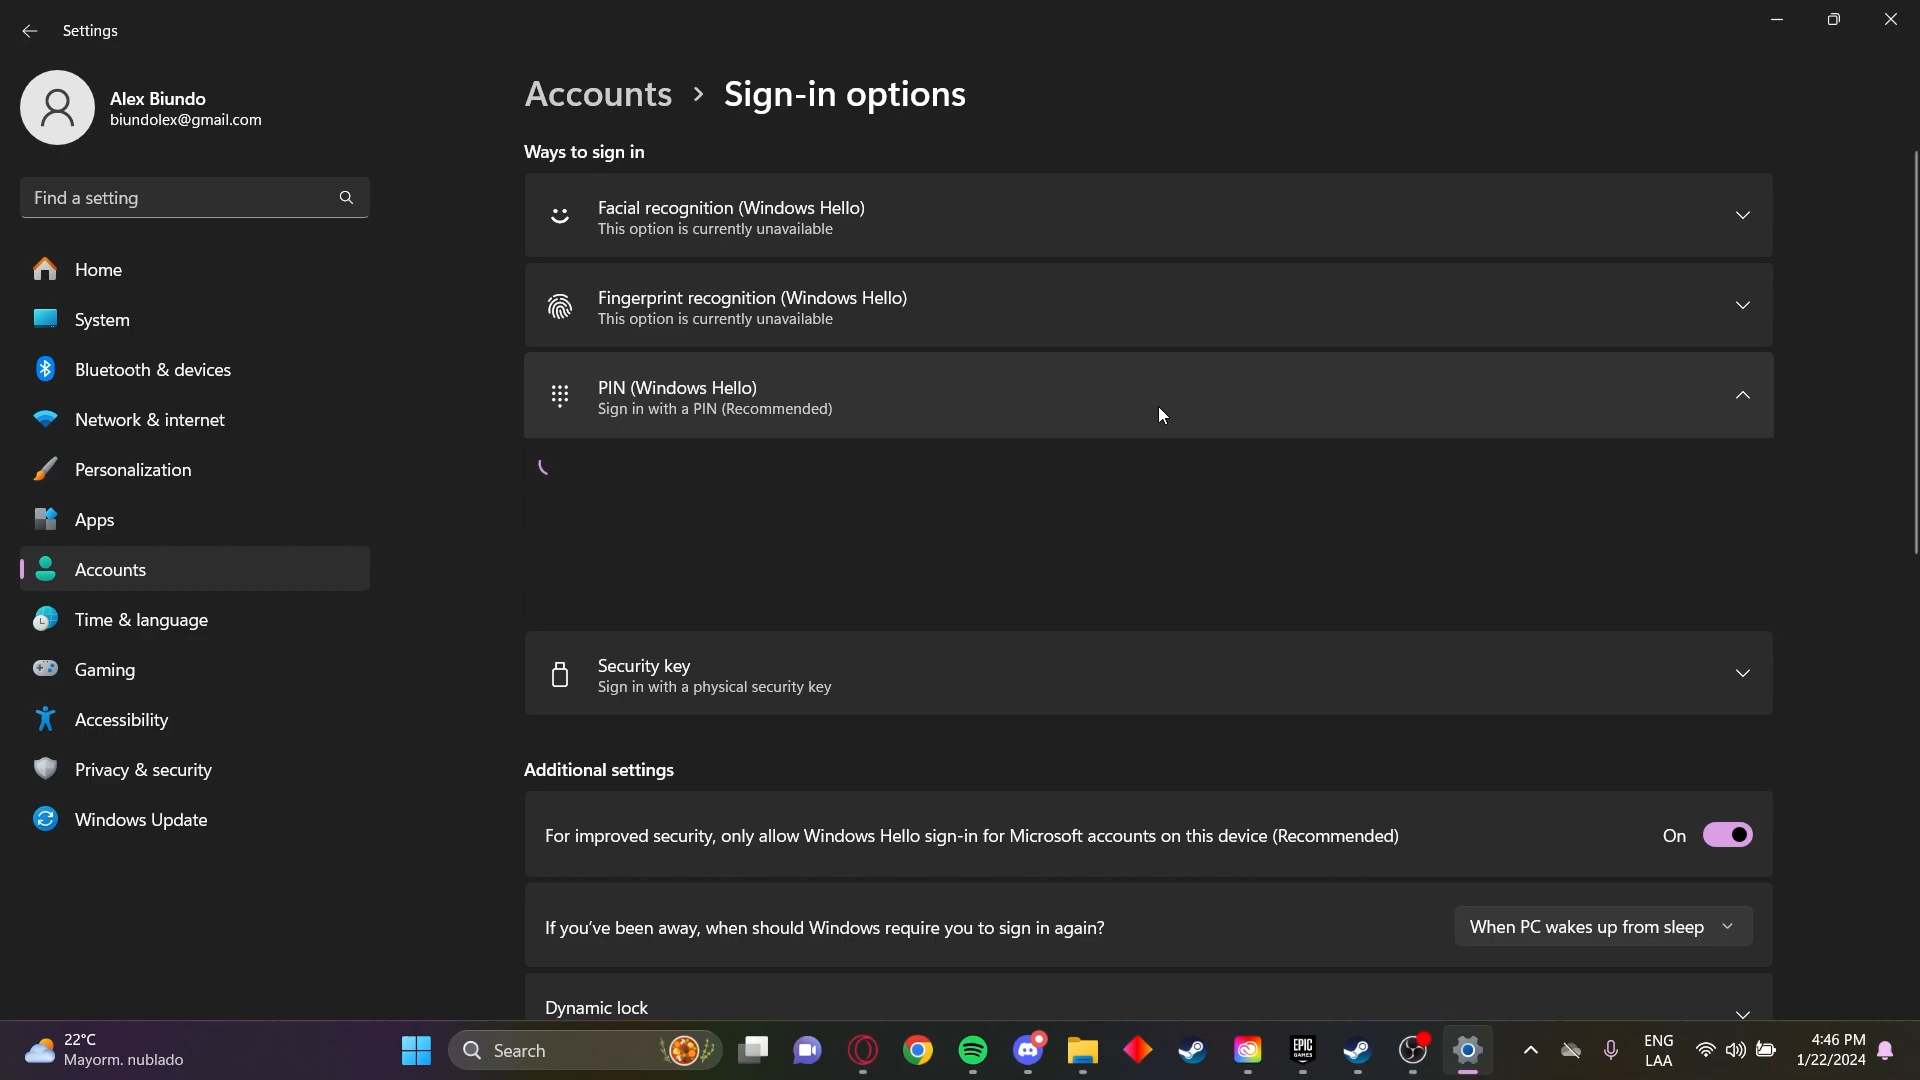 Settings
Alex Biundo
biundolex@gmail.com
Find a setting
Home
System
Bluetooth & devices
Network & internet
Personalization
Apps
Accounts
Time & language
Gaming
Accessibility
Privacy & security
Windows Update
Accounts > Sign-in options
Ways to sign in
Facial recognition (Windows Hello)
This option is currently unavailable
Fingerprint recognition (Windows Hello)
This option is currently unavailable
PIN (Windows Hello)
Sign in with a PIN (Recommended)
Security key
Sign in with a physical security key
Additional settings
For improved security, only allow Windows Hello sign-in for Microsoft accounts on this device (Recommended)
On
If you've been away, when should Windows require you to sign in again?
When PC wakes up from sleep
Dynamic lock
22°C
Mayorm. nublado
Search
EPIC
GAMES
ENG
LAA
4:46 PM
1/22/2024